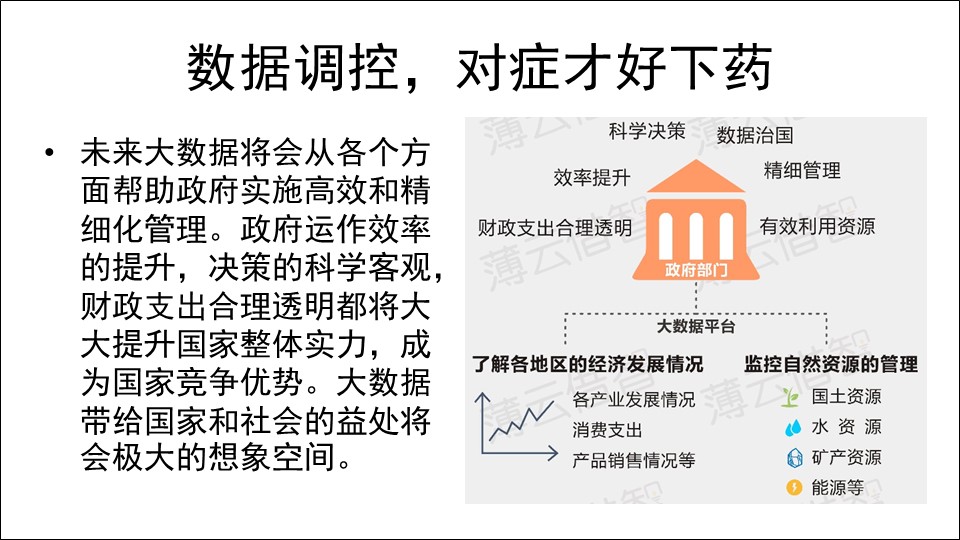 数据调控，对症才好下药
• 未来大数据将会从各个方
面帮助政府实施高效和精
细化管理。政府运作效率
的提升，决策的科学客观，
财政支出合理透明都将大
大提升国家整体实力，成
为国家竞争优势。大数据
带给国家和社会的益处将
会极大的想象空间。
科学决策 数据治国
效率提升 精细管理
财政支出合理透明 有效利用资源
政府部门
大数据平台
了解各地区的经济发展情况
各产业发展情况
消费支出
产品销售情况等
监控自然资源的管理
国土资源
水 资 源
矿产资源
能源等